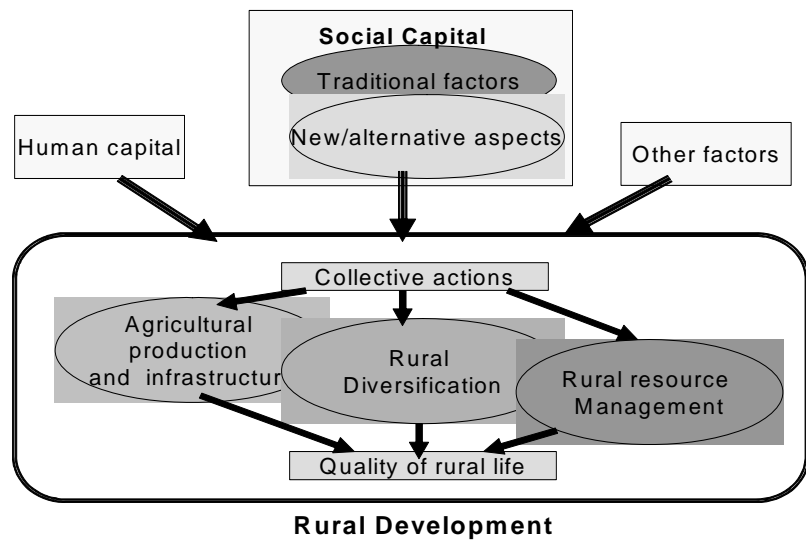 Social Capital
Traditional factors
New/alternative aspects
Human capital
Other factors
Collective actions
Agricultural
production
and infrastructur
Rural
Diversification
Rural resource
Management
Quality of rural life
Rural Development